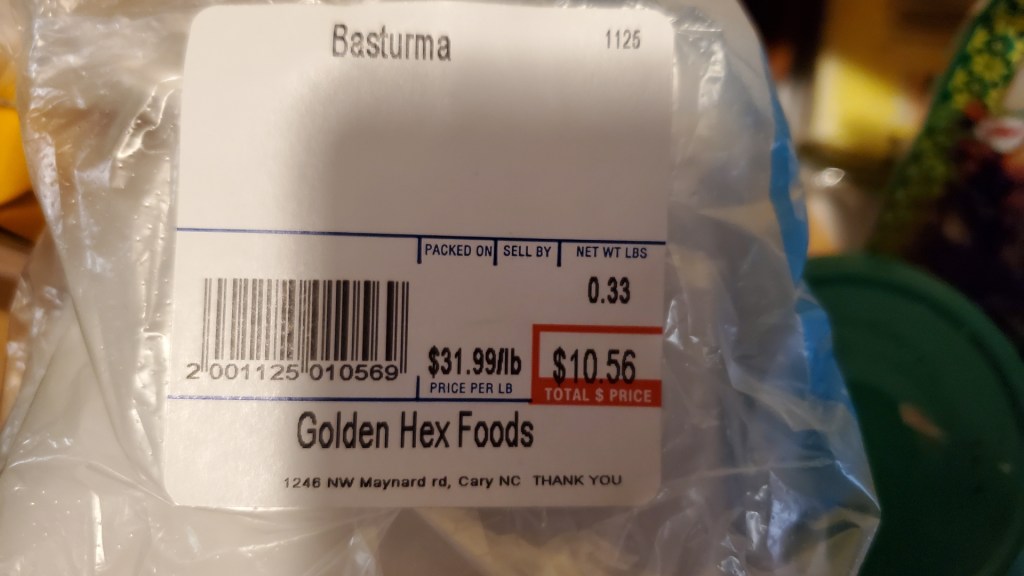 Basturma 1125
PACKED ON SELL BY NET WT LBS
0.33
$31.99/lb $10.56
2 001125 010569
PRICE PER LB TOTAL $ PRICE
Golden Hex Foods
1246 NW Maynard rd, Cary NC THANK YOU